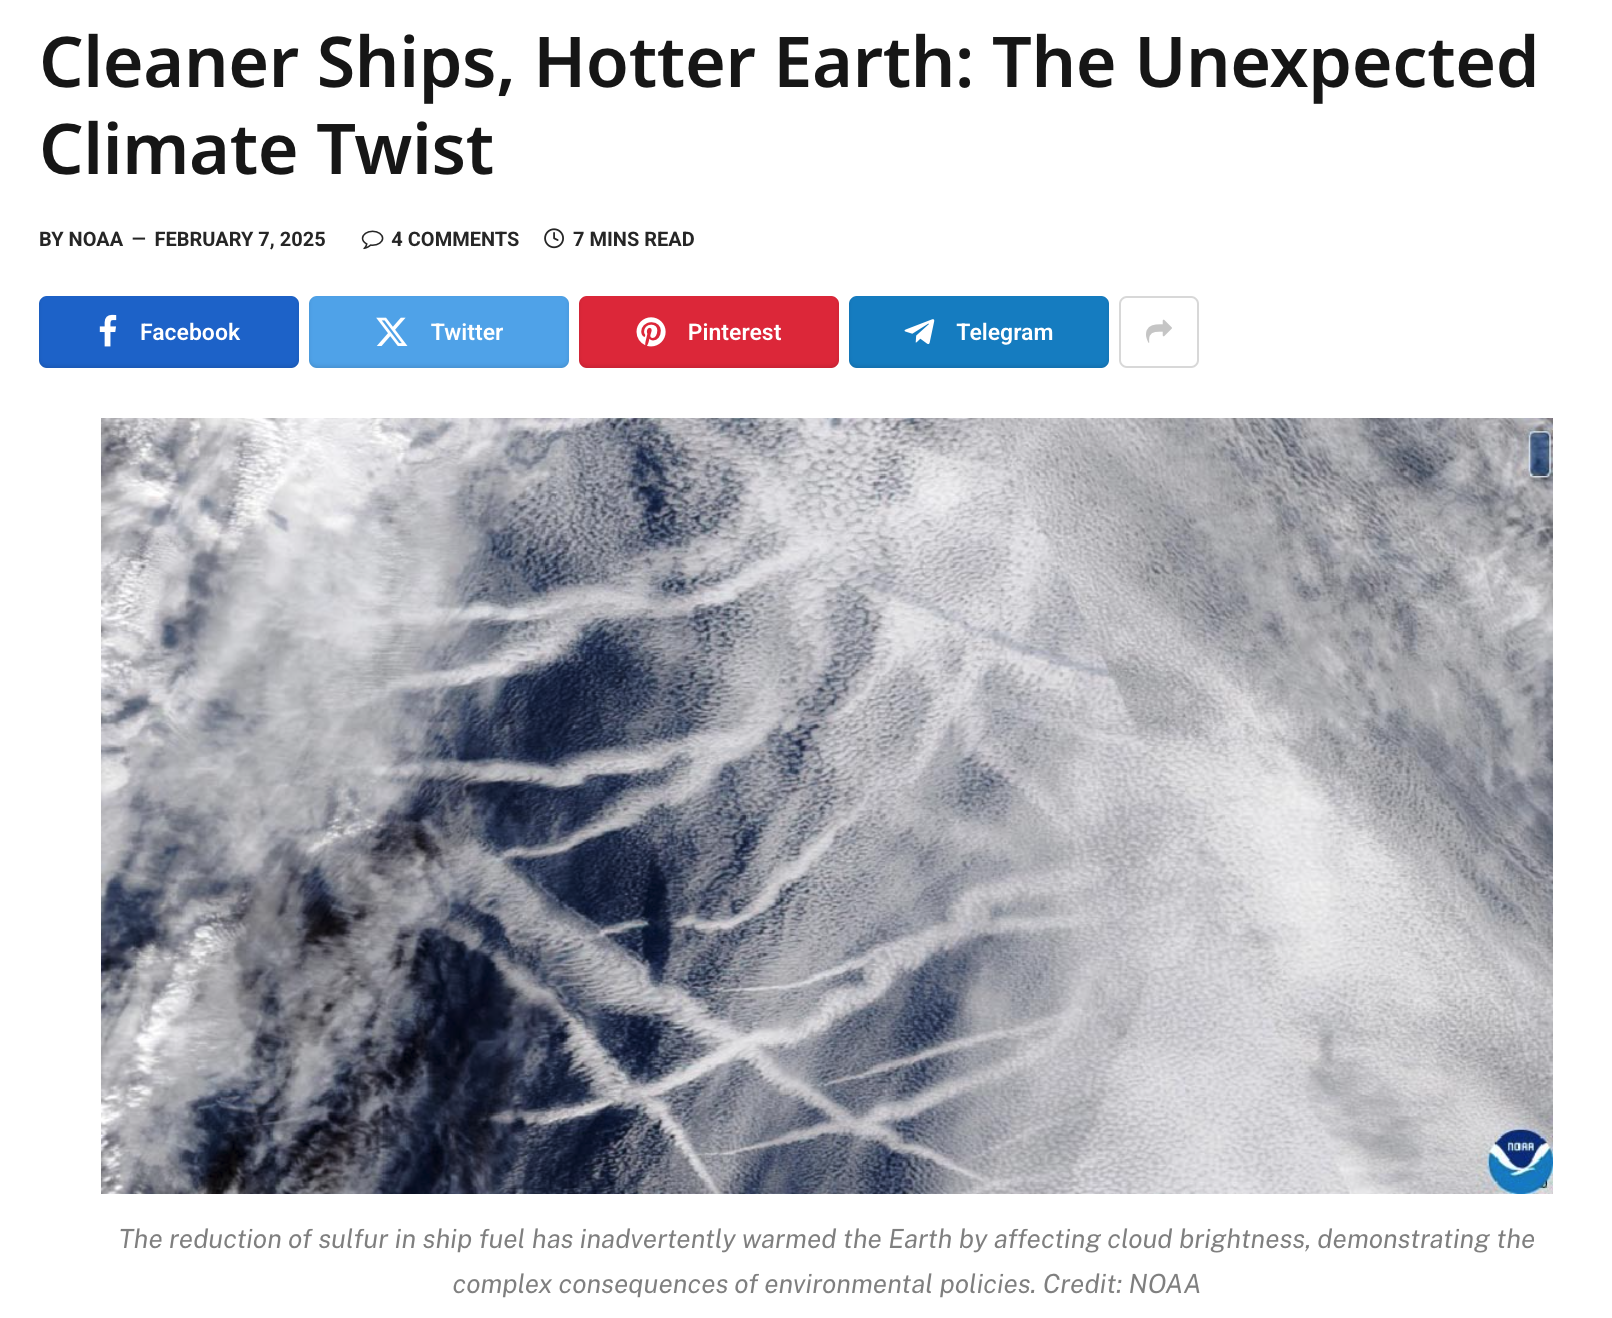 Cleaner Ships, Hotter Earth: The Unexpected
Climate Twist
BY NOAA — FEBRUARY 7, 2025 4 COMMENTS 7 MINS READ
Facebook Twitter Pinterest Telegram
NOAA
The reduction of sulfur in ship fuel has inadvertently warmed the Earth by affecting cloud brightness, demonstrating the
complex consequences of environmental policies. Credit: NOAA